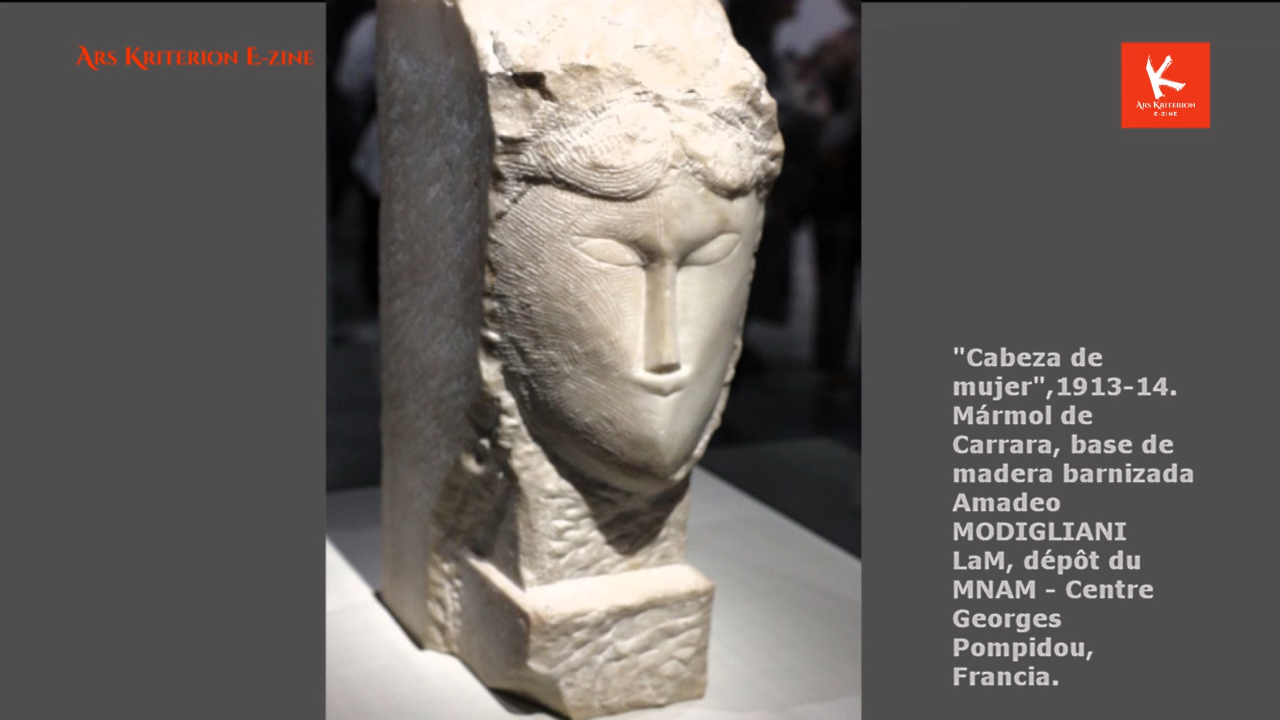 Ars Kriterion E-zine
K
Ars Kriterion
E-ZINE
"Cabeza de
mujer",1913-14.
Mármol de
Carrara, base de
madera barnizada
Amadeo
MODIGLIANI
LaM, dépôt du
MNAM - Centre
Georges
Pompidou,
Francia.